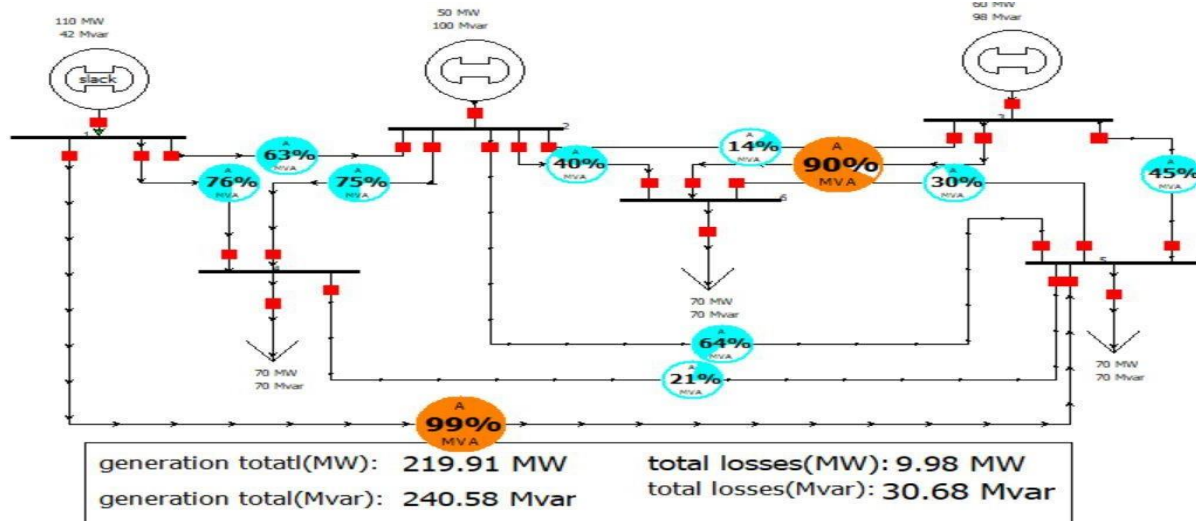 60 MW
98 Mvar
50 MW
100 Mvar
110 MW
42 Mvar
slack
1
2
3
A
63%
MVA
A
14%
MVA
A
90%
MVA
A
40%
MVA
A
76%
MVA
A
75%
MVA
A
30%
MVA
A
45%
MVA
6
5
70 MW
70 Mvar
A
64%
MVA
A
21%
MVA
70 MW
70 Mvar
70 MW
70 Mvar
A
99%
MVA
generation totatl(MW): 219.91 MW
total losses(MW): 9.98 MW
generation total(Mvar): 240.58 Mvar
total losses(Mvar): 30.68 Mvar